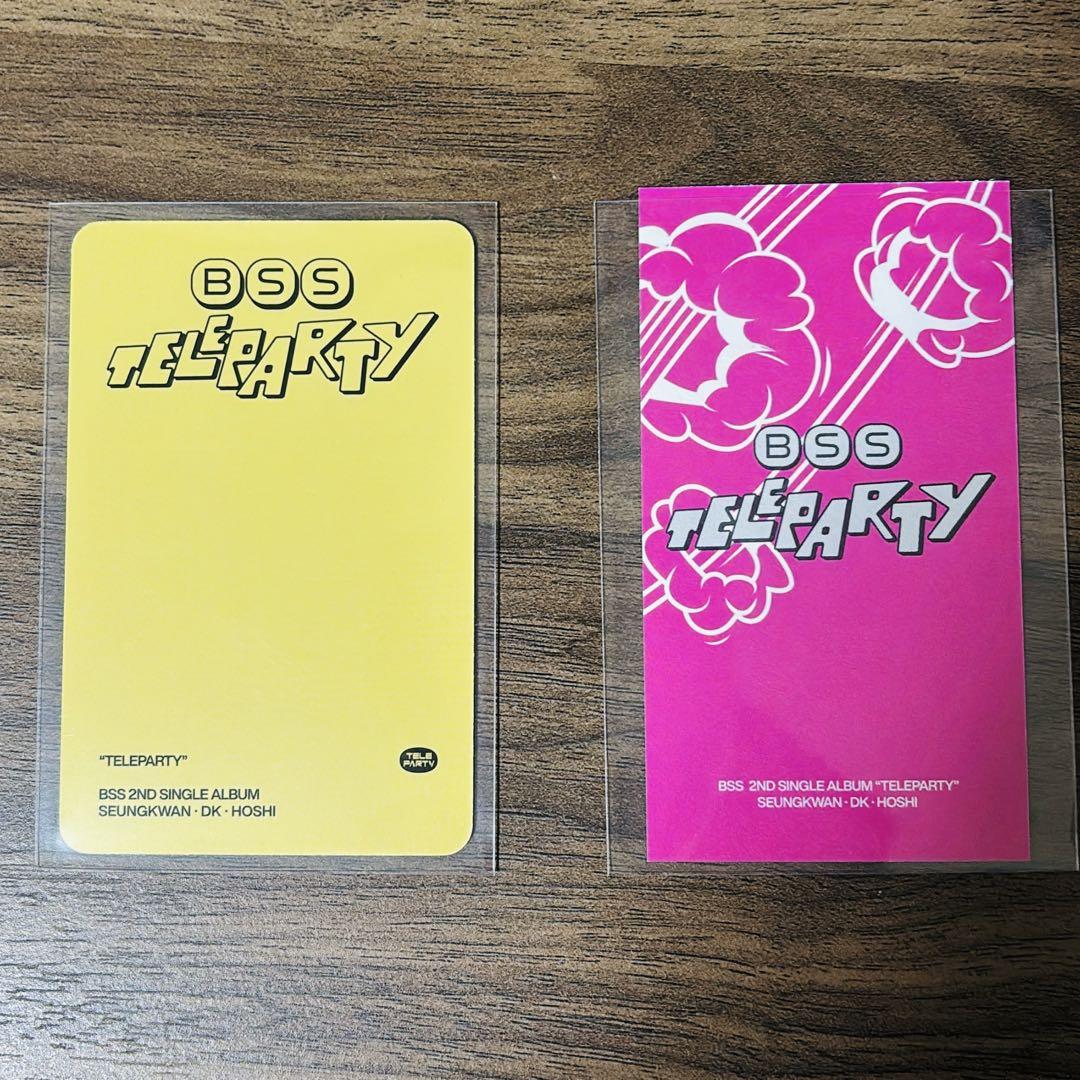 BSS
TELEPARTY
“TELEPARTY”
TELE
PARTY
BSS 2ND SINGLE ALBUM
SEUNGKWAN · DK · HOSHI
BSS
TELEPARTY
BSS 2ND SINGLE ALBUM “TELEPARTY”
SEUNGKWAN · DK · HOSHI